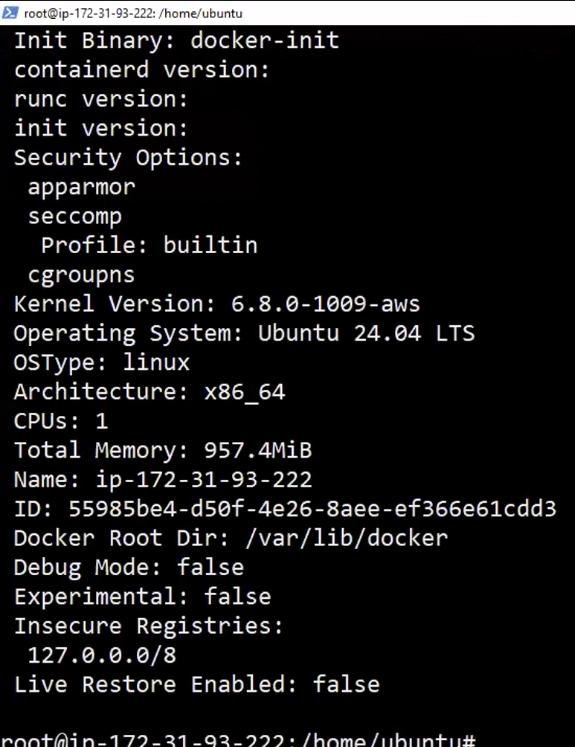 root@ip-172-31-93-222: /home/ubuntu
Init Binary: docker-init
containerd version:
runc version:
init version:
Security Options:
apparmor
seccomp
Profile: builtin
cgroupns
Kernel Version: 6.8.0-1009-aws
Operating System: Ubuntu 24.04 LTS
OSType: linux
Architecture: x86_64
CPUs: 1
Total Memory: 957.4MiB
Name: ip-172-31-93-222
ID: 55985be4-d50f-4e26-8aee-ef366e61cdd3
Docker Root Dir: /var/lib/docker
Debug Mode: false
Experimental: false
Insecure Registries:
127.0.0.0/8
Live Restore Enabled: false
root@ip-172-31-93-222:/home/ubuntu#